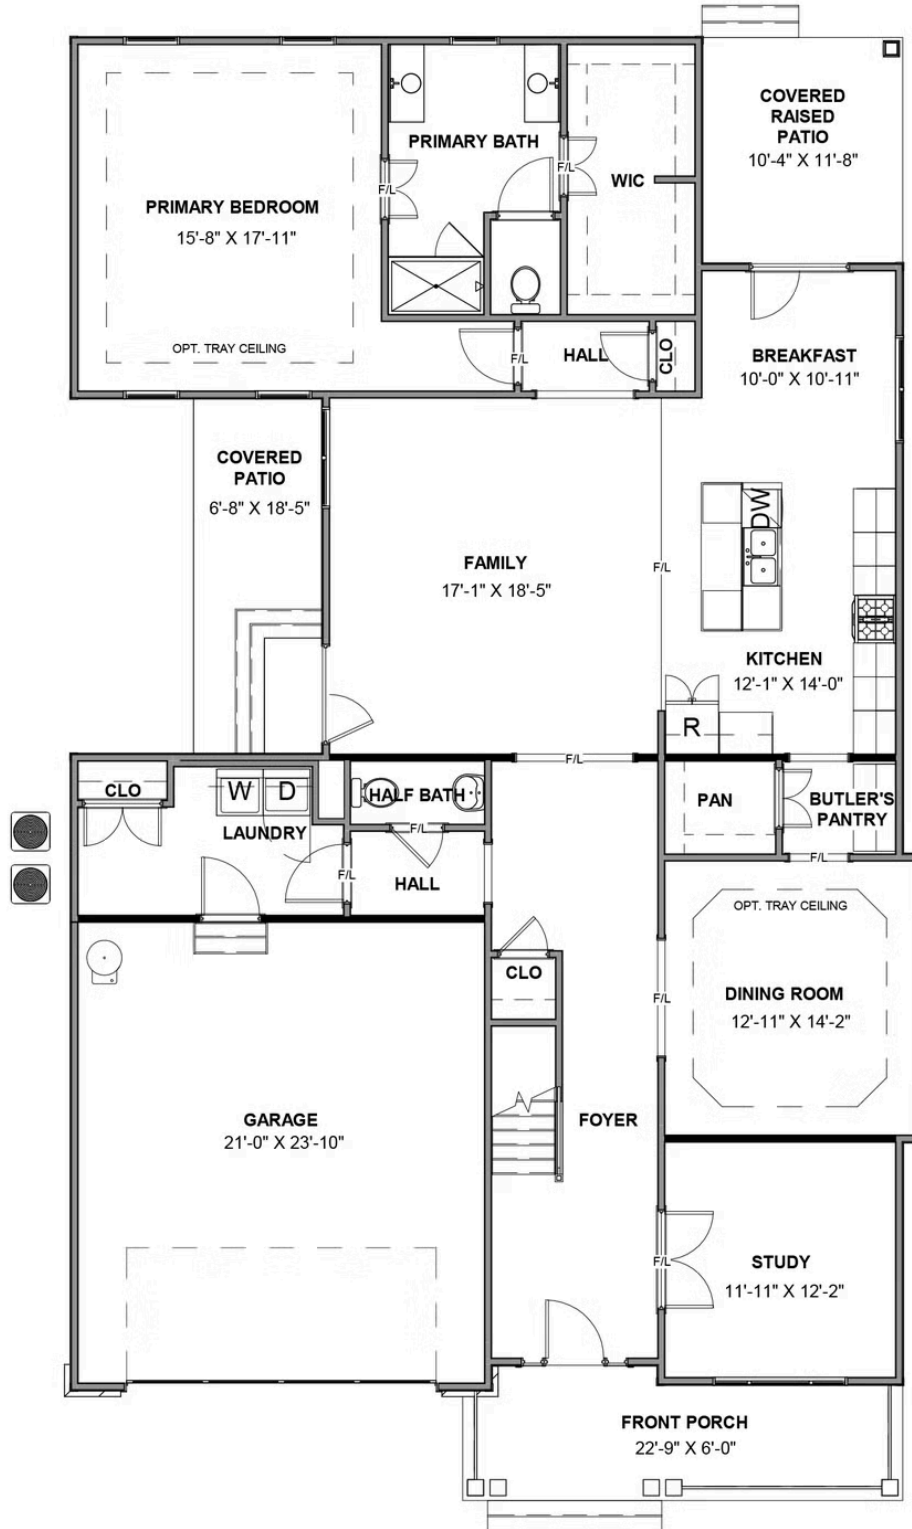 COVERED
RAISED
PATIO
10'-4" X 11'-8"
PRIMARY BATH
F/L
WIC
F/L
PRIMARY BEDROOM
15'-8" X 17'-11"
OPT. TRAY CEILING
F/L
HALL
CLO
BREAKFAST
10'-0" X 10'-11"
COVERED
PATIO
6'-8" X 18'-5"
DW
FAMILY
17'-1" X 18'-5"
F/L
KITCHEN
12'-1" X 14'-0"
R
F/L
CLO
W
D
HALF BATH
PAN
BUTLER'S
PANTRY
LAUNDRY
F/L
F/L
F/L
HALL
OPT. TRAY CEILING
CLO
DINING ROOM
12'-11" X 14'-2"
F/L
GARAGE
21'-0" X 23'-10"
FOYER
F/L
STUDY
11'-11" X 12'-2"
FRONT PORCH
22'-9" X 6'-0"